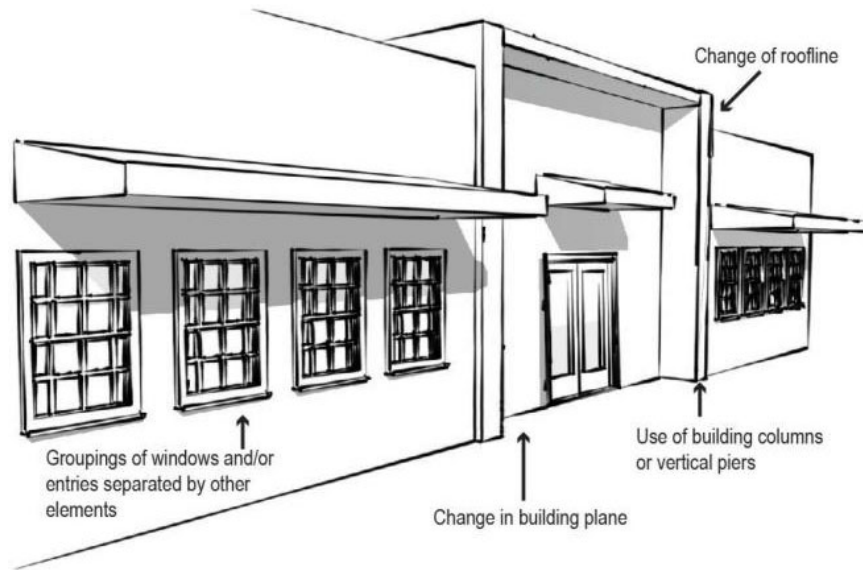 Change of roofline
Groupings of windows and/or
entries separated by other
elements
Change in building plane
Use of building columns
or vertical piers